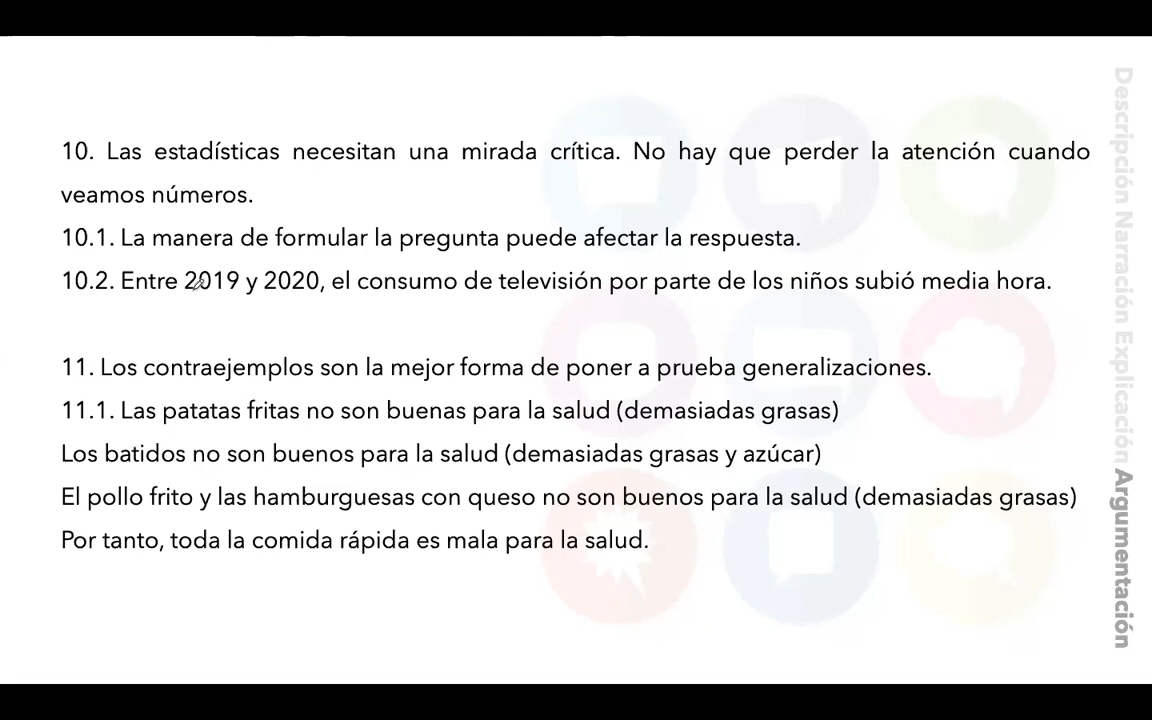 10. Las estadísticas necesitan una mirada crítica. No hay que perder la atención cuando
veamos números.
10.1. La manera de formular la pregunta puede afectar la respuesta.
10.2. Entre 2019 y 2020, el consumo de televisión por parte de los niños subió media hora.
11. Los contraejemplos son la mejor forma de poner a prueba generalizaciones.
11.1. Las patatas fritas no son buenas para la salud (demasiadas grasas)
Los batidos no son buenos para la salud (demasiadas grasas y azúcar)
El pollo frito y las hamburguesas con queso no son buenos para la salud (demasiadas grasas)
Por tanto, toda la comida rápida es mala para la salud.
Descripción Narración Explicación Argumentación